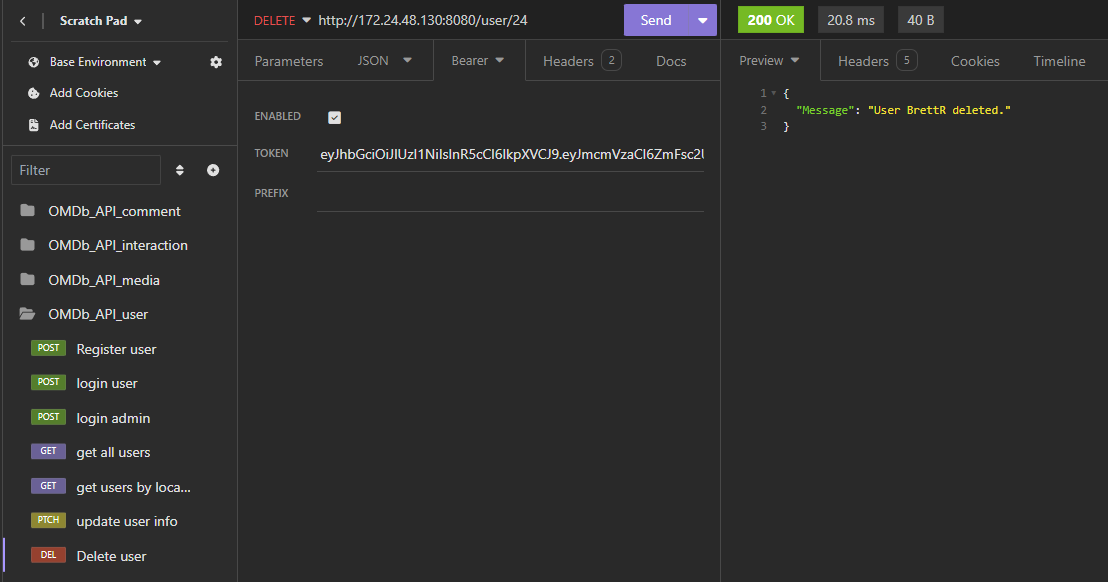 Scratch Pad
Base Environment
Add Cookies
Add Certificates
Filter
OMDb_API_comment
OMDb_API_interaction
OMDb_API_media
OMDb_API_user
POST Register user
POST login user
POST login admin
GET get all users
GET get users by loca...
PTCH update user info
DEL Delete user
DELETE http://172.24.48.130:8080/user/24 Send
Parameters JSON Bearer Headers 2 Docs
ENABLED
TOKEN eyJhbGciOiJIUzI1NiIsInR5cCI6IkpXVCJ9.eyJmcmVzaCI6ZmFsc2U
PREFIX
200 OK 20.8 ms 40 B
Preview Headers 5 Cookies Timeline
1 {
2 "Message": "User BrettR deleted."
3 }